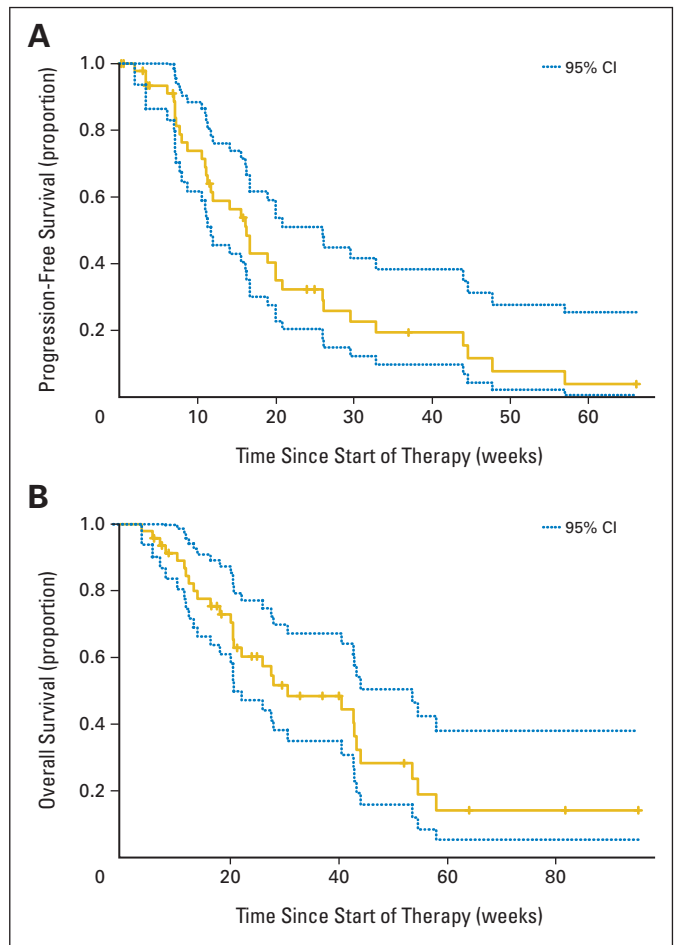 A
95% CI
Progression-Free Survival (proportion)
1.0
0.8
0.6
0.4
0.2
0 10 20 30 40 50 60
Time Since Start of Therapy (weeks)
B
95% CI
Overall Survival (proportion)
1.0
0.8
0.6
0.4
0.2
0 20 40 60 80
Time Since Start of Therapy (weeks)